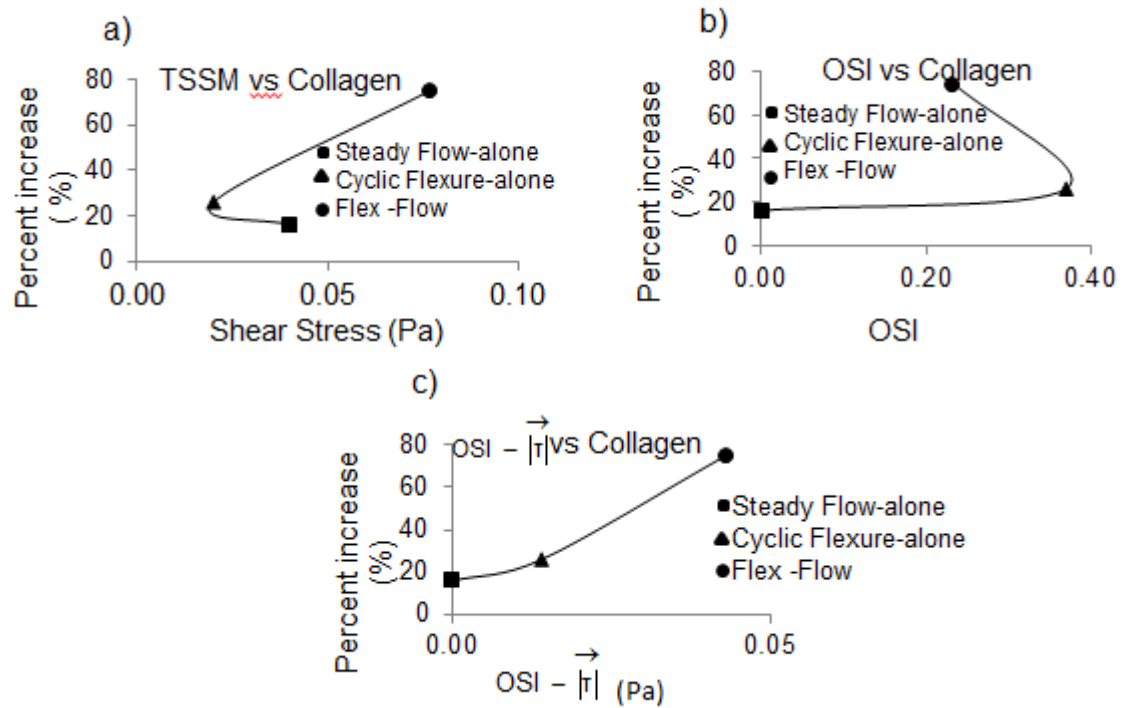 a)
TSSM vs Collagen
Percent increase
( %)
80
60
40
20
0
Steady Flow-alone
Cyclic Flexure-alone
Flex -Flow
0.00
0.05
0.10
Shear Stress (Pa)
b)
OSI vs Collagen
Percent increase
( %)
80
60
40
20
0
Steady Flow-alone
Cyclic Flexure-alone
Flex -Flow
0.00
0.20
0.40
OSI
c)
OSI – |τ⃗| vs Collagen
Percent increase
( %)
80
60
40
20
0
Steady Flow-alone
Cyclic Flexure-alone
Flex -Flow
0.00
0.05
OSI – |τ⃗| (Pa)